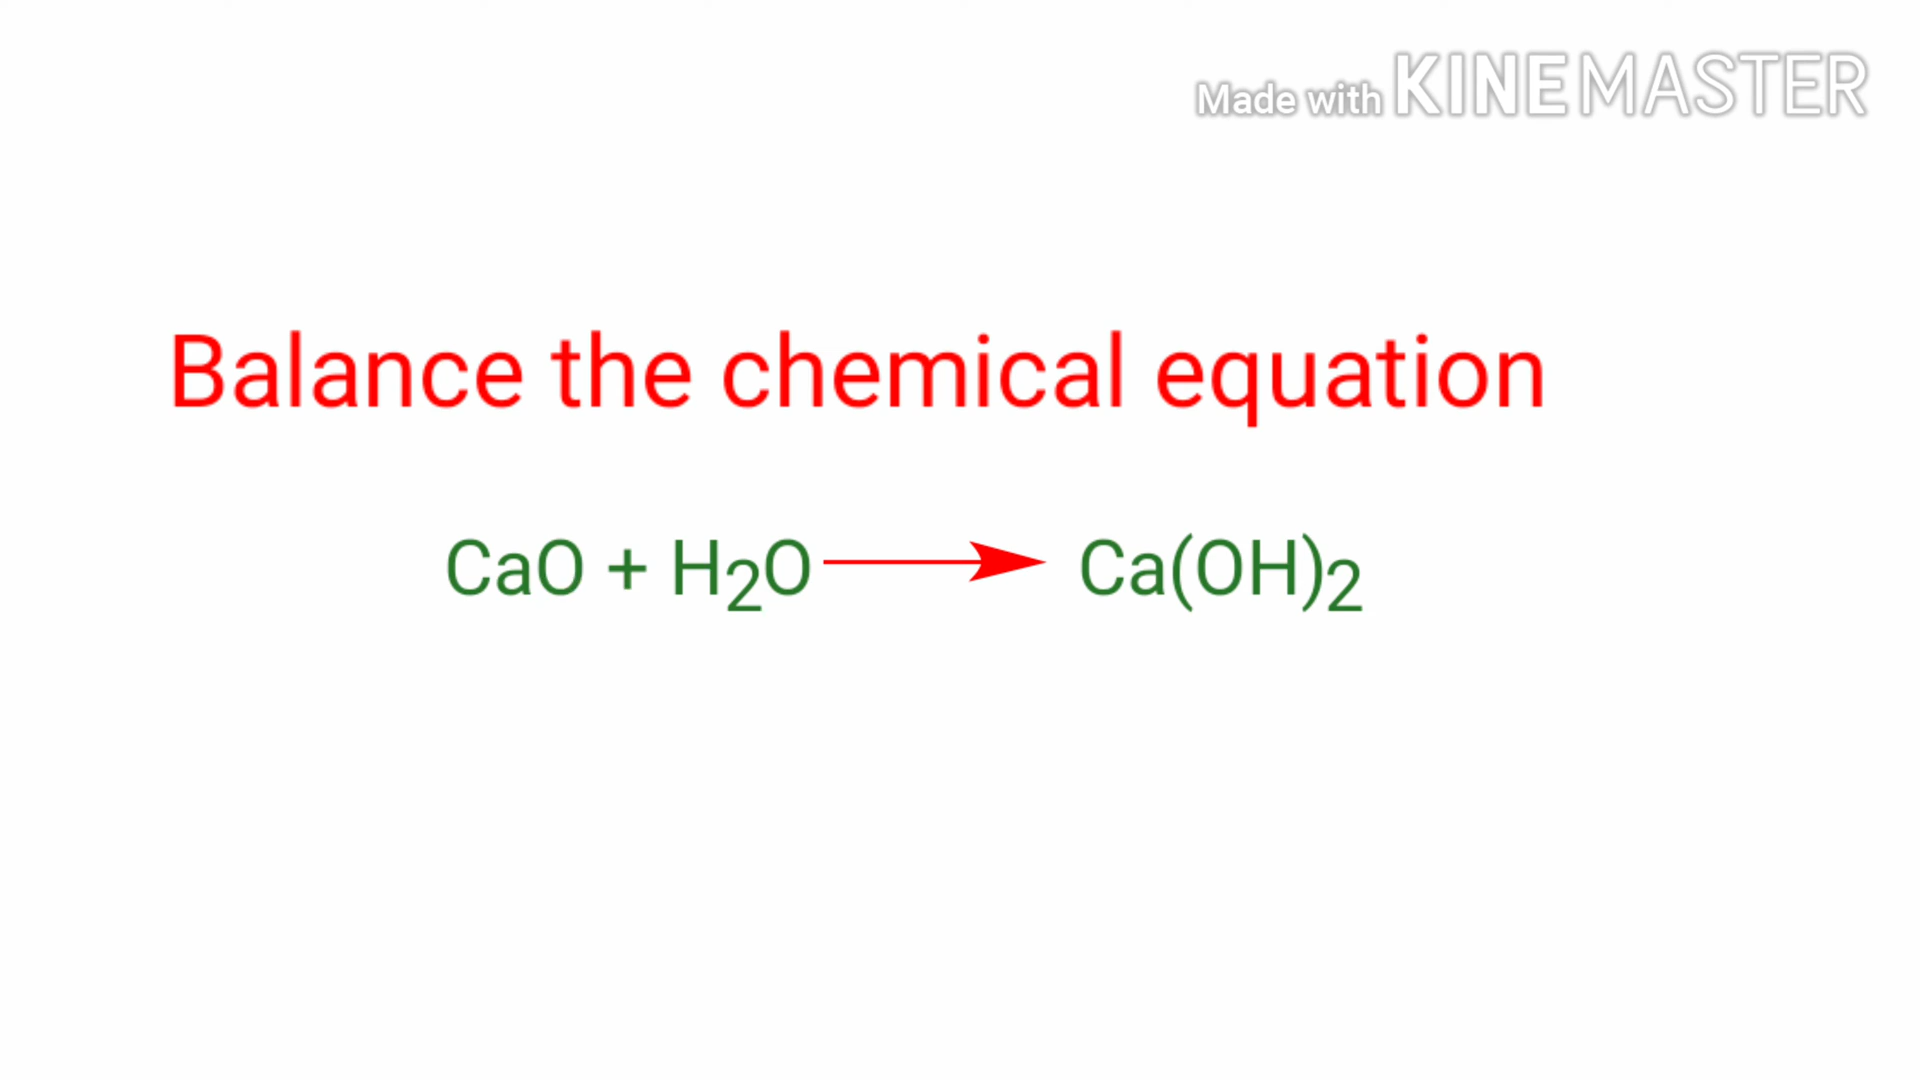 Made with KINEMASTER
Balance the chemical equation
CaO + H2O → Ca(OH)2